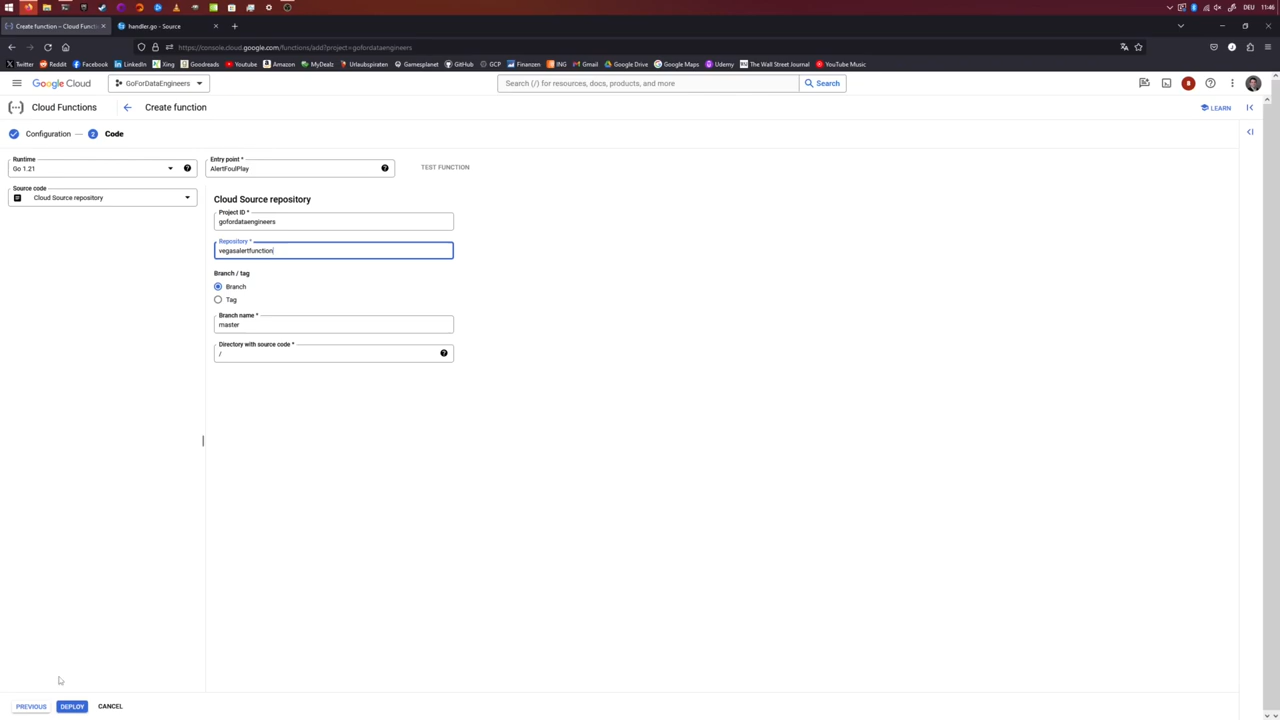 DEU 11:46
Create function – Cloud Functi
handler.go - Source
https://console.cloud.google.com/functions/add?project=gofordataengineers
Twitter Reddit Facebook LinkedIn Xing Goodreads Youtube Amazon MyDealz Urlaubspiraten Gamesplanet GitHub GCP Finanzen ING Gmail Google Drive Google Maps Udemy The Wall Street Journal YouTube Music
Google Cloud GoForDataEngineers Search (/) for resources, docs, products, and more Search
Cloud Functions Create function LEARN
Configuration 2 Code
Runtime
Go 1.21
Entry point *
AlertFoulPlay
TEST FUNCTION
Source code
Cloud Source repository
Cloud Source repository
Project ID *
gofordataengineers
Repository *
vegasalertfunction
Branch / tag
Branch
Tag
Branch name *
master
Directory with source code *
/
PREVIOUS DEPLOY CANCEL